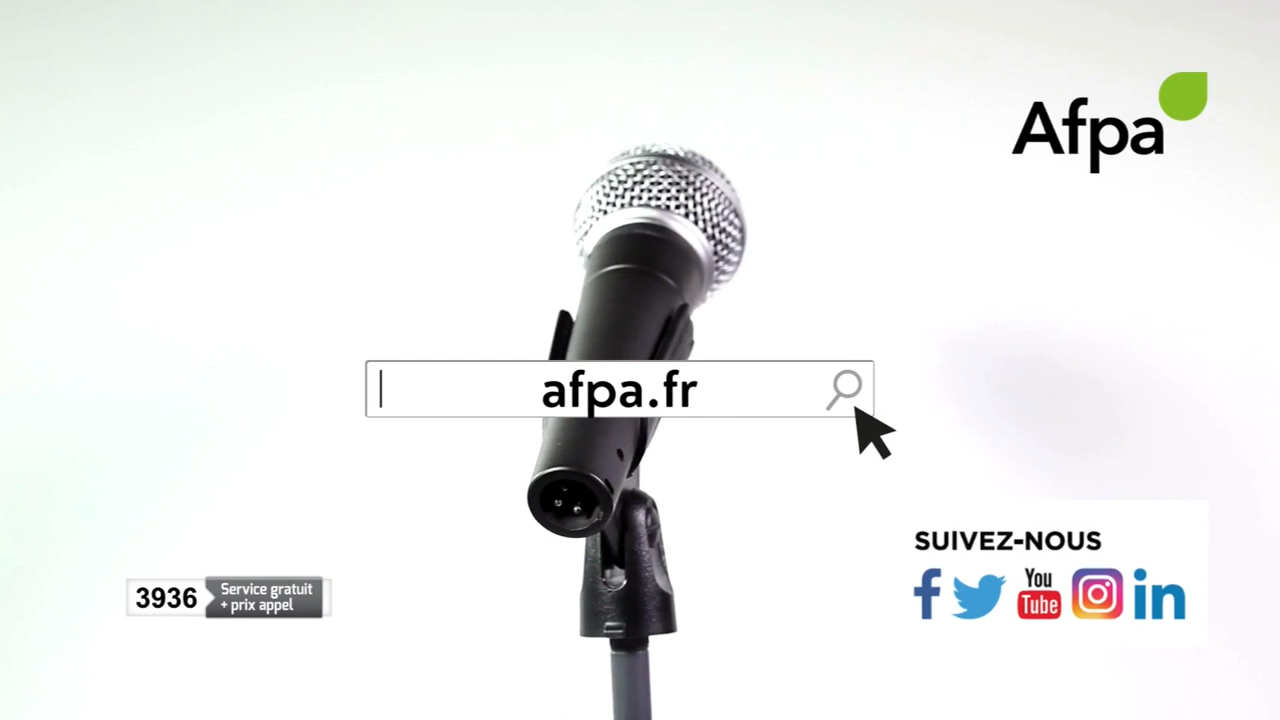 Afpa
afpa.fr
SUIVEZ-NOUS
You
Tube
in
3936
Service gratuit
+ prix appel